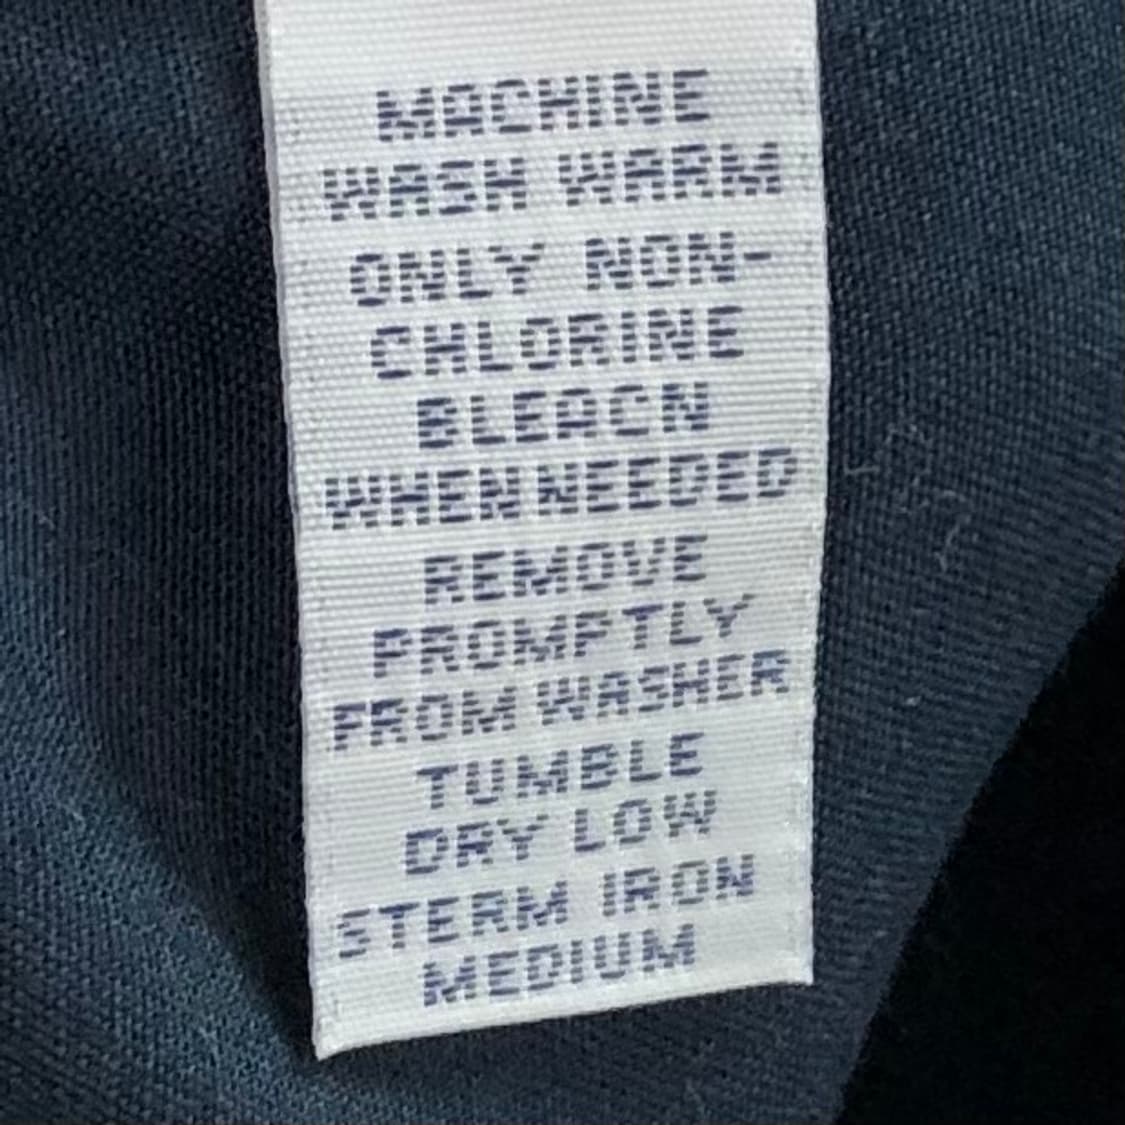 MACHINE
WASH WARM
ONLY NON-
CHLORINE
BLEACN
WHEN NEEDED
REMOVE
PROMPTLY
FROM WASHER
TUMBLE
DRY LOW
STERM IRON
MEDIUM